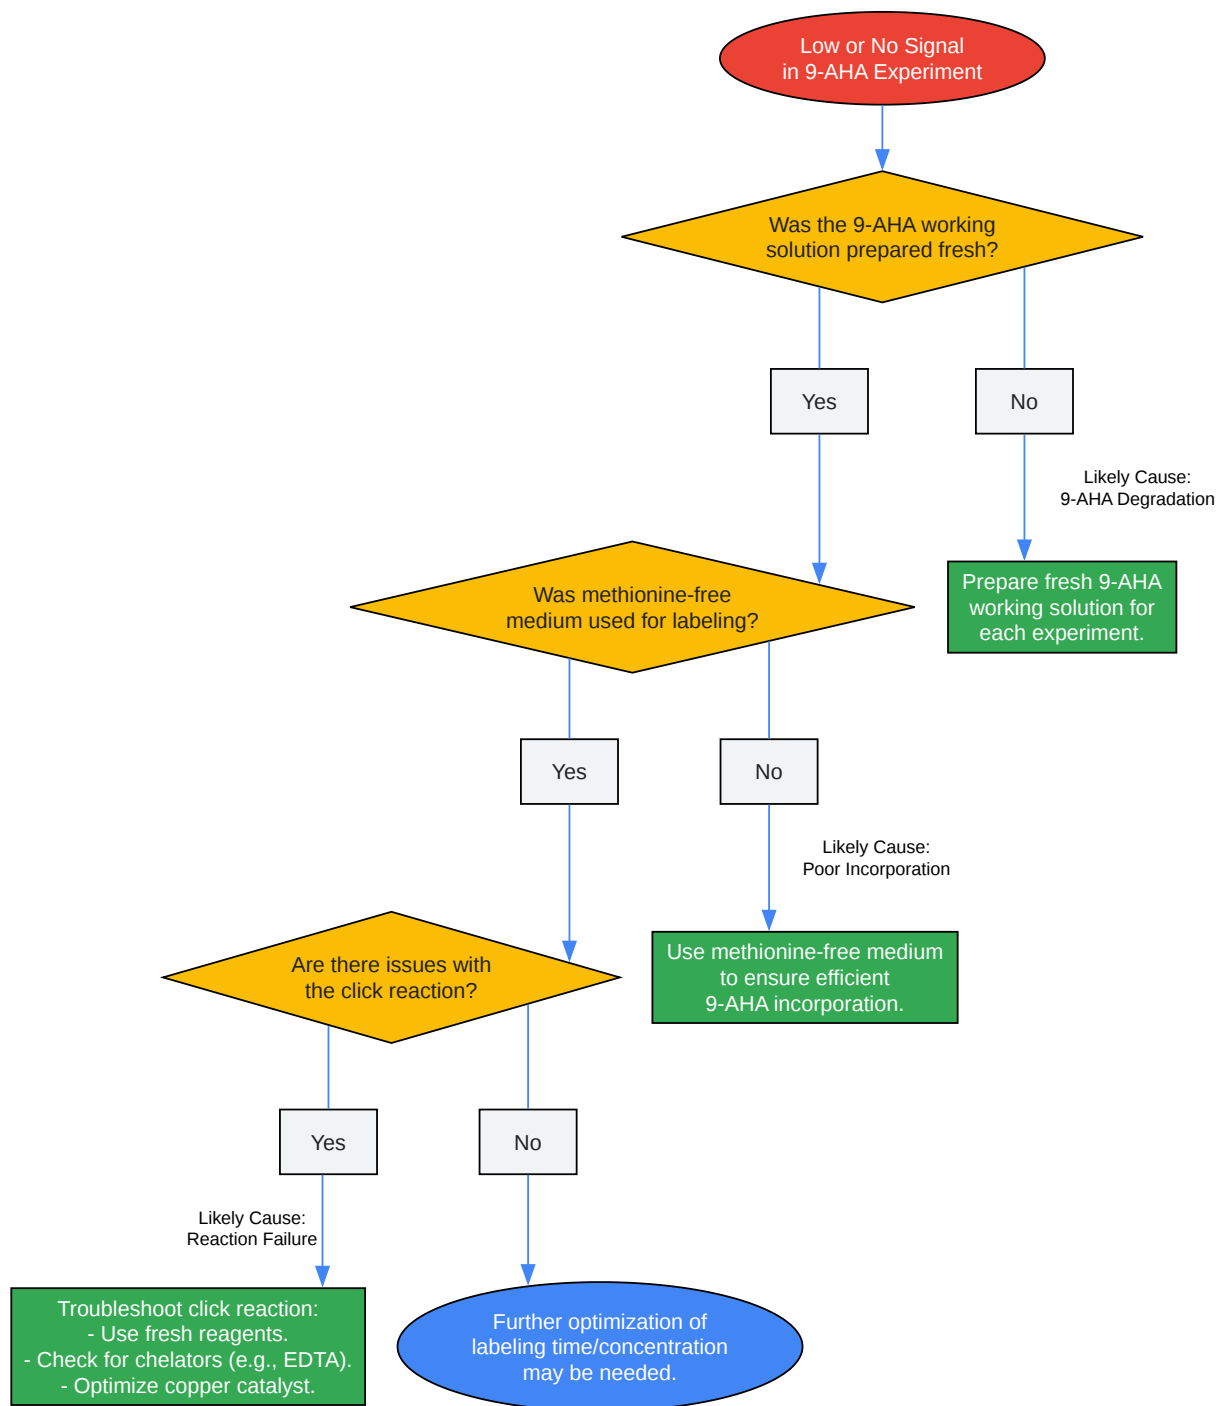 Low or No Signal
in 9-AHA Experiment
Was the 9-AHA working
solution prepared fresh?
Yes
No
Likely Cause:
9-AHA Degradation
Prepare fresh 9-AHA
working solution for
each experiment.
Was methionine-free
medium used for labeling?
Yes
No
Likely Cause:
Poor Incorporation
Use methionine-free medium
to ensure efficient
9-AHA incorporation.
Are there issues with
the click reaction?
Yes
No
Likely Cause:
Reaction Failure
Troubleshoot click reaction:
- Use fresh reagents.
- Check for chelators (e.g., EDTA).
- Optimize copper catalyst.
Further optimization of
labeling time/concentration
may be needed.